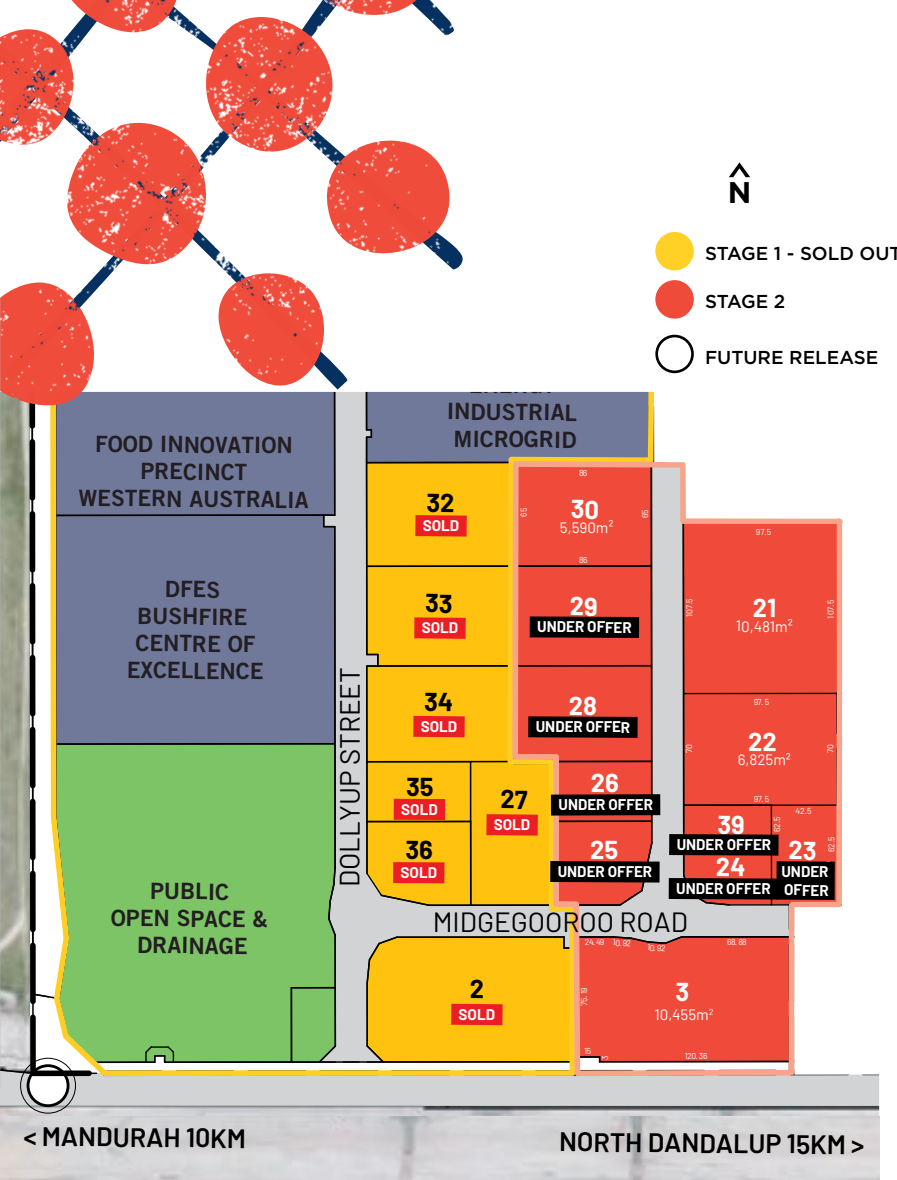 N
STAGE 1 - SOLD OUT
STAGE 2
FUTURE RELEASE
INDUSTRIAL
MICROGRID
FOOD INNOVATION
PRECINCT
WESTERN AUSTRALIA
DFES
BUSHFIRE
CENTRE OF
EXCELLENCE
PUBLIC
OPEN SPACE &
DRAINAGE
DOLLYUP STREET
32
SOLD
33
SOLD
34
SOLD
35
SOLD
36
SOLD
27
SOLD
2
SOLD
86
65
30
65
5,590m²
86
29
UNDER OFFER
28
UNDER OFFER
26
UNDER OFFER
25
UNDER OFFER
97.5
107.5
21
107.5
10,481m²
97.5
70
22
70
6,825m²
97.5
42.5
39
62.5
UNDER OFFER
24
UNDER OFFER
62.5
23
UNDER
OFFER
MIDGEGOOROO ROAD
24.48
10.92
10.92
68.88
75.19
3
10,455m²
15
3
120.36
< MANDURAH 10KM
NORTH DANDALUP 15KM >